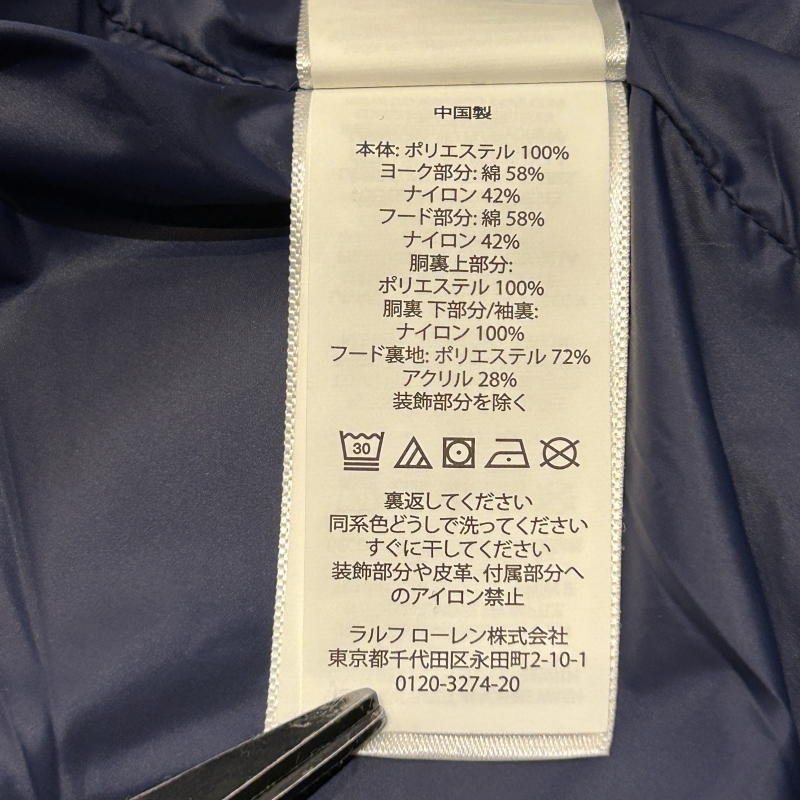 中国製
本体: ポリエステル 100%
ヨーク部分: 綿 58%
ナイロン 42%
フード部分: 綿 58%
ナイロン 42%
胴裏上部分:
ポリエステル 100%
胴裏 下部分/袖裏:
ナイロン 100%
フード裏地: ポリエステル 72%
アクリル 28%
装飾部分を除く
30
裏返してください
同系色どうしで洗ってください
すぐに干してください
装飾部分や皮革、付属部分へ
のアイロン禁止
ラルフ ローレン株式会社
東京都千代田区永田町2-10-1
0120-3274-20